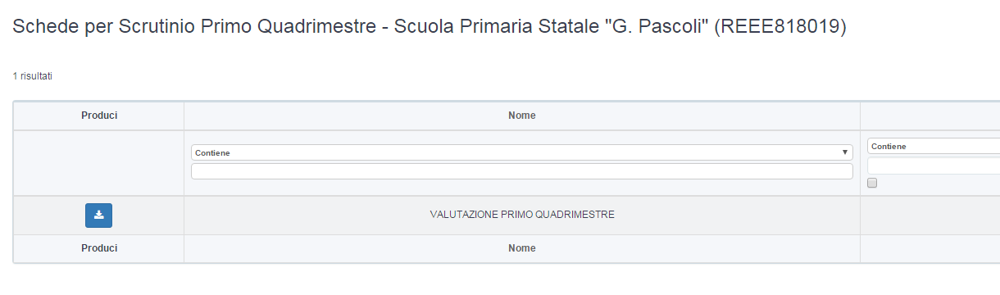 Schede per Scrutinio Primo Quadrimestre - Scuola Primaria Statale "G. Pascoli" (REEE818019)
1 risultati
Produci Nome
Contiene Contiene
VALUTAZIONE PRIMO QUADRIMESTRE
Produci Nome